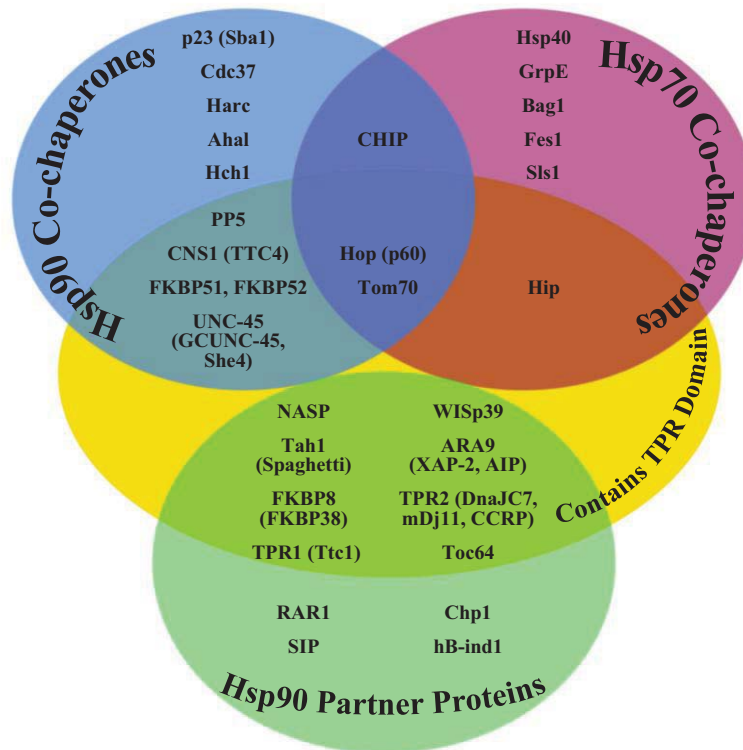 Hsp90 Co-chaperones
p23 (Sba1)
Cdc37
Harc
Ahal
Hch1
CHIP
Hsp70 Co-chaperones
Hsp40
GrpE
Bag1
Fes1
Sls1
PP5
CNS1 (TTC4)
FKBP51, FKBP52
UNC-45
(GCUNC-45,
She4)
Hop (p60)
Tom70
Hip
Contains TPR Domain
NASP
Tah1
(Spaghetti)
FKBP8
(FKBP38)
TPR1 (Ttc1)
WISp39
ARA9
(XAP-2, AIP)
TPR2 (DnaJC7,
mDj11, CCRP)
Toc64
RAR1
SIP
Chp1
hB-ind1
Hsp90 Partner Proteins